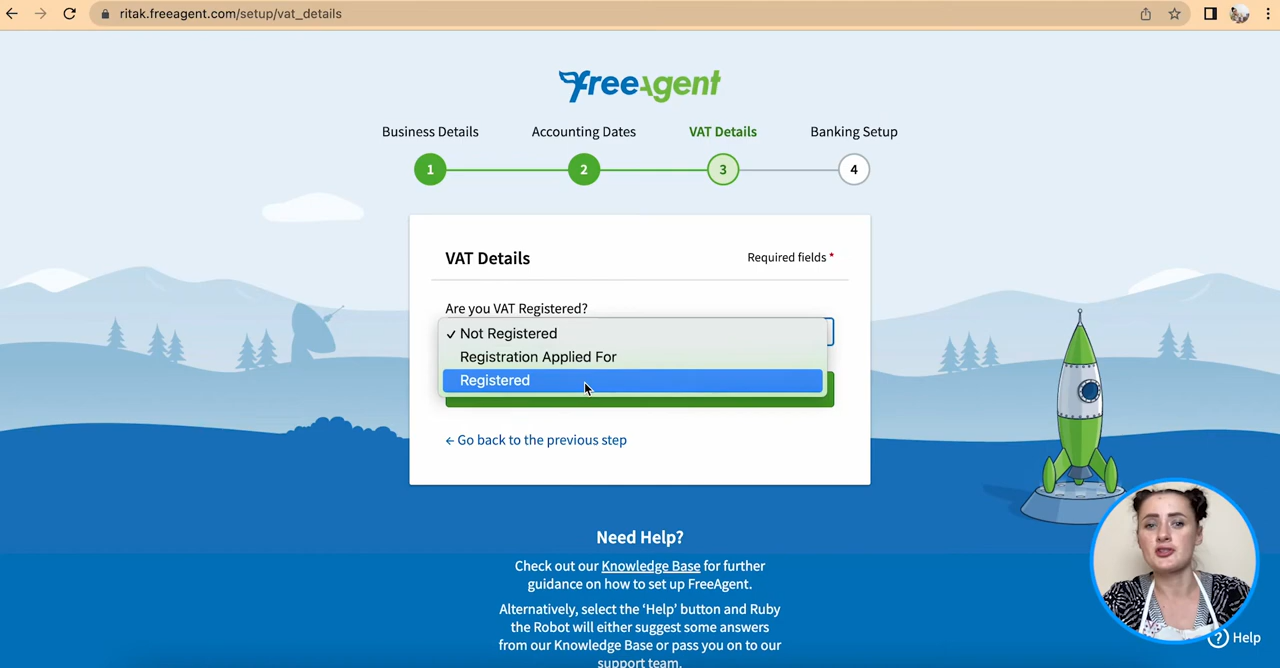 ritak.freeagent.com/setup/vat_details
freeagent
Business Details
Accounting Dates
VAT Details
Banking Setup
1
2
3
4
VAT Details
Required fields *
Are you VAT Registered?
✓ Not Registered
Registration Applied For
Registered
← Go back to the previous step
Need Help?
Check out our Knowledge Base for further
guidance on how to set up FreeAgent.
Alternatively, select the ‘Help’ button and Ruby
the Robot will either suggest some answers
from our Knowledge Base or pass you on to our
support team.
? Help